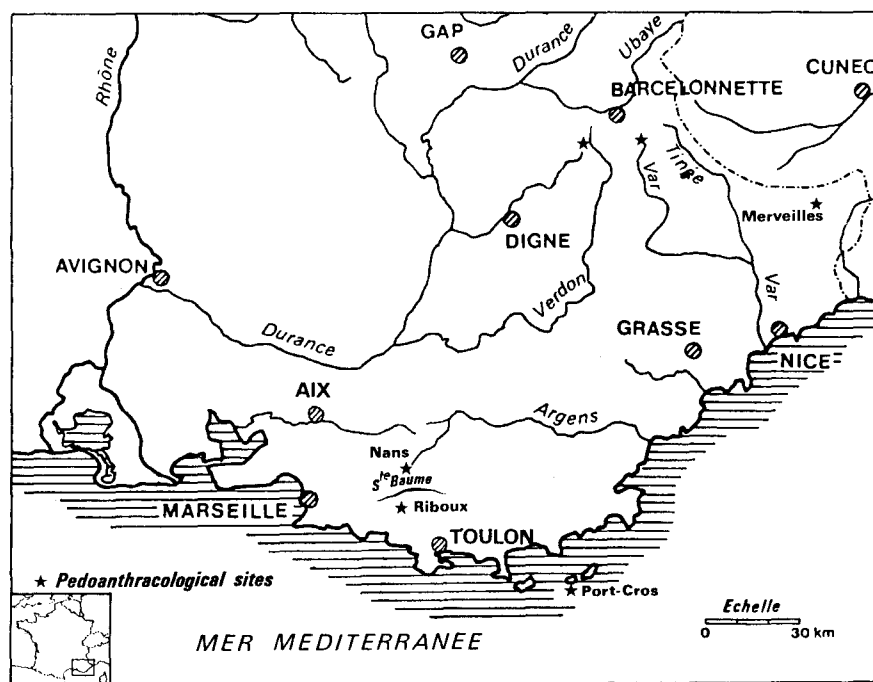 GAP
Durance
Ubaye
CUNEO
Rhône
BARCELONNETTE
Var
Tinée
Merveilles
DIGNE
AVIGNON
Verdon
Var
Durance
GRASSE
NICE
AIX
Argens
Nans
Ste Baume
Riboux
MARSEILLE
TOULON
★ Pedoanthracological sites
Port-Cros
Echelle
0 30 km
MER MEDITERRANEE